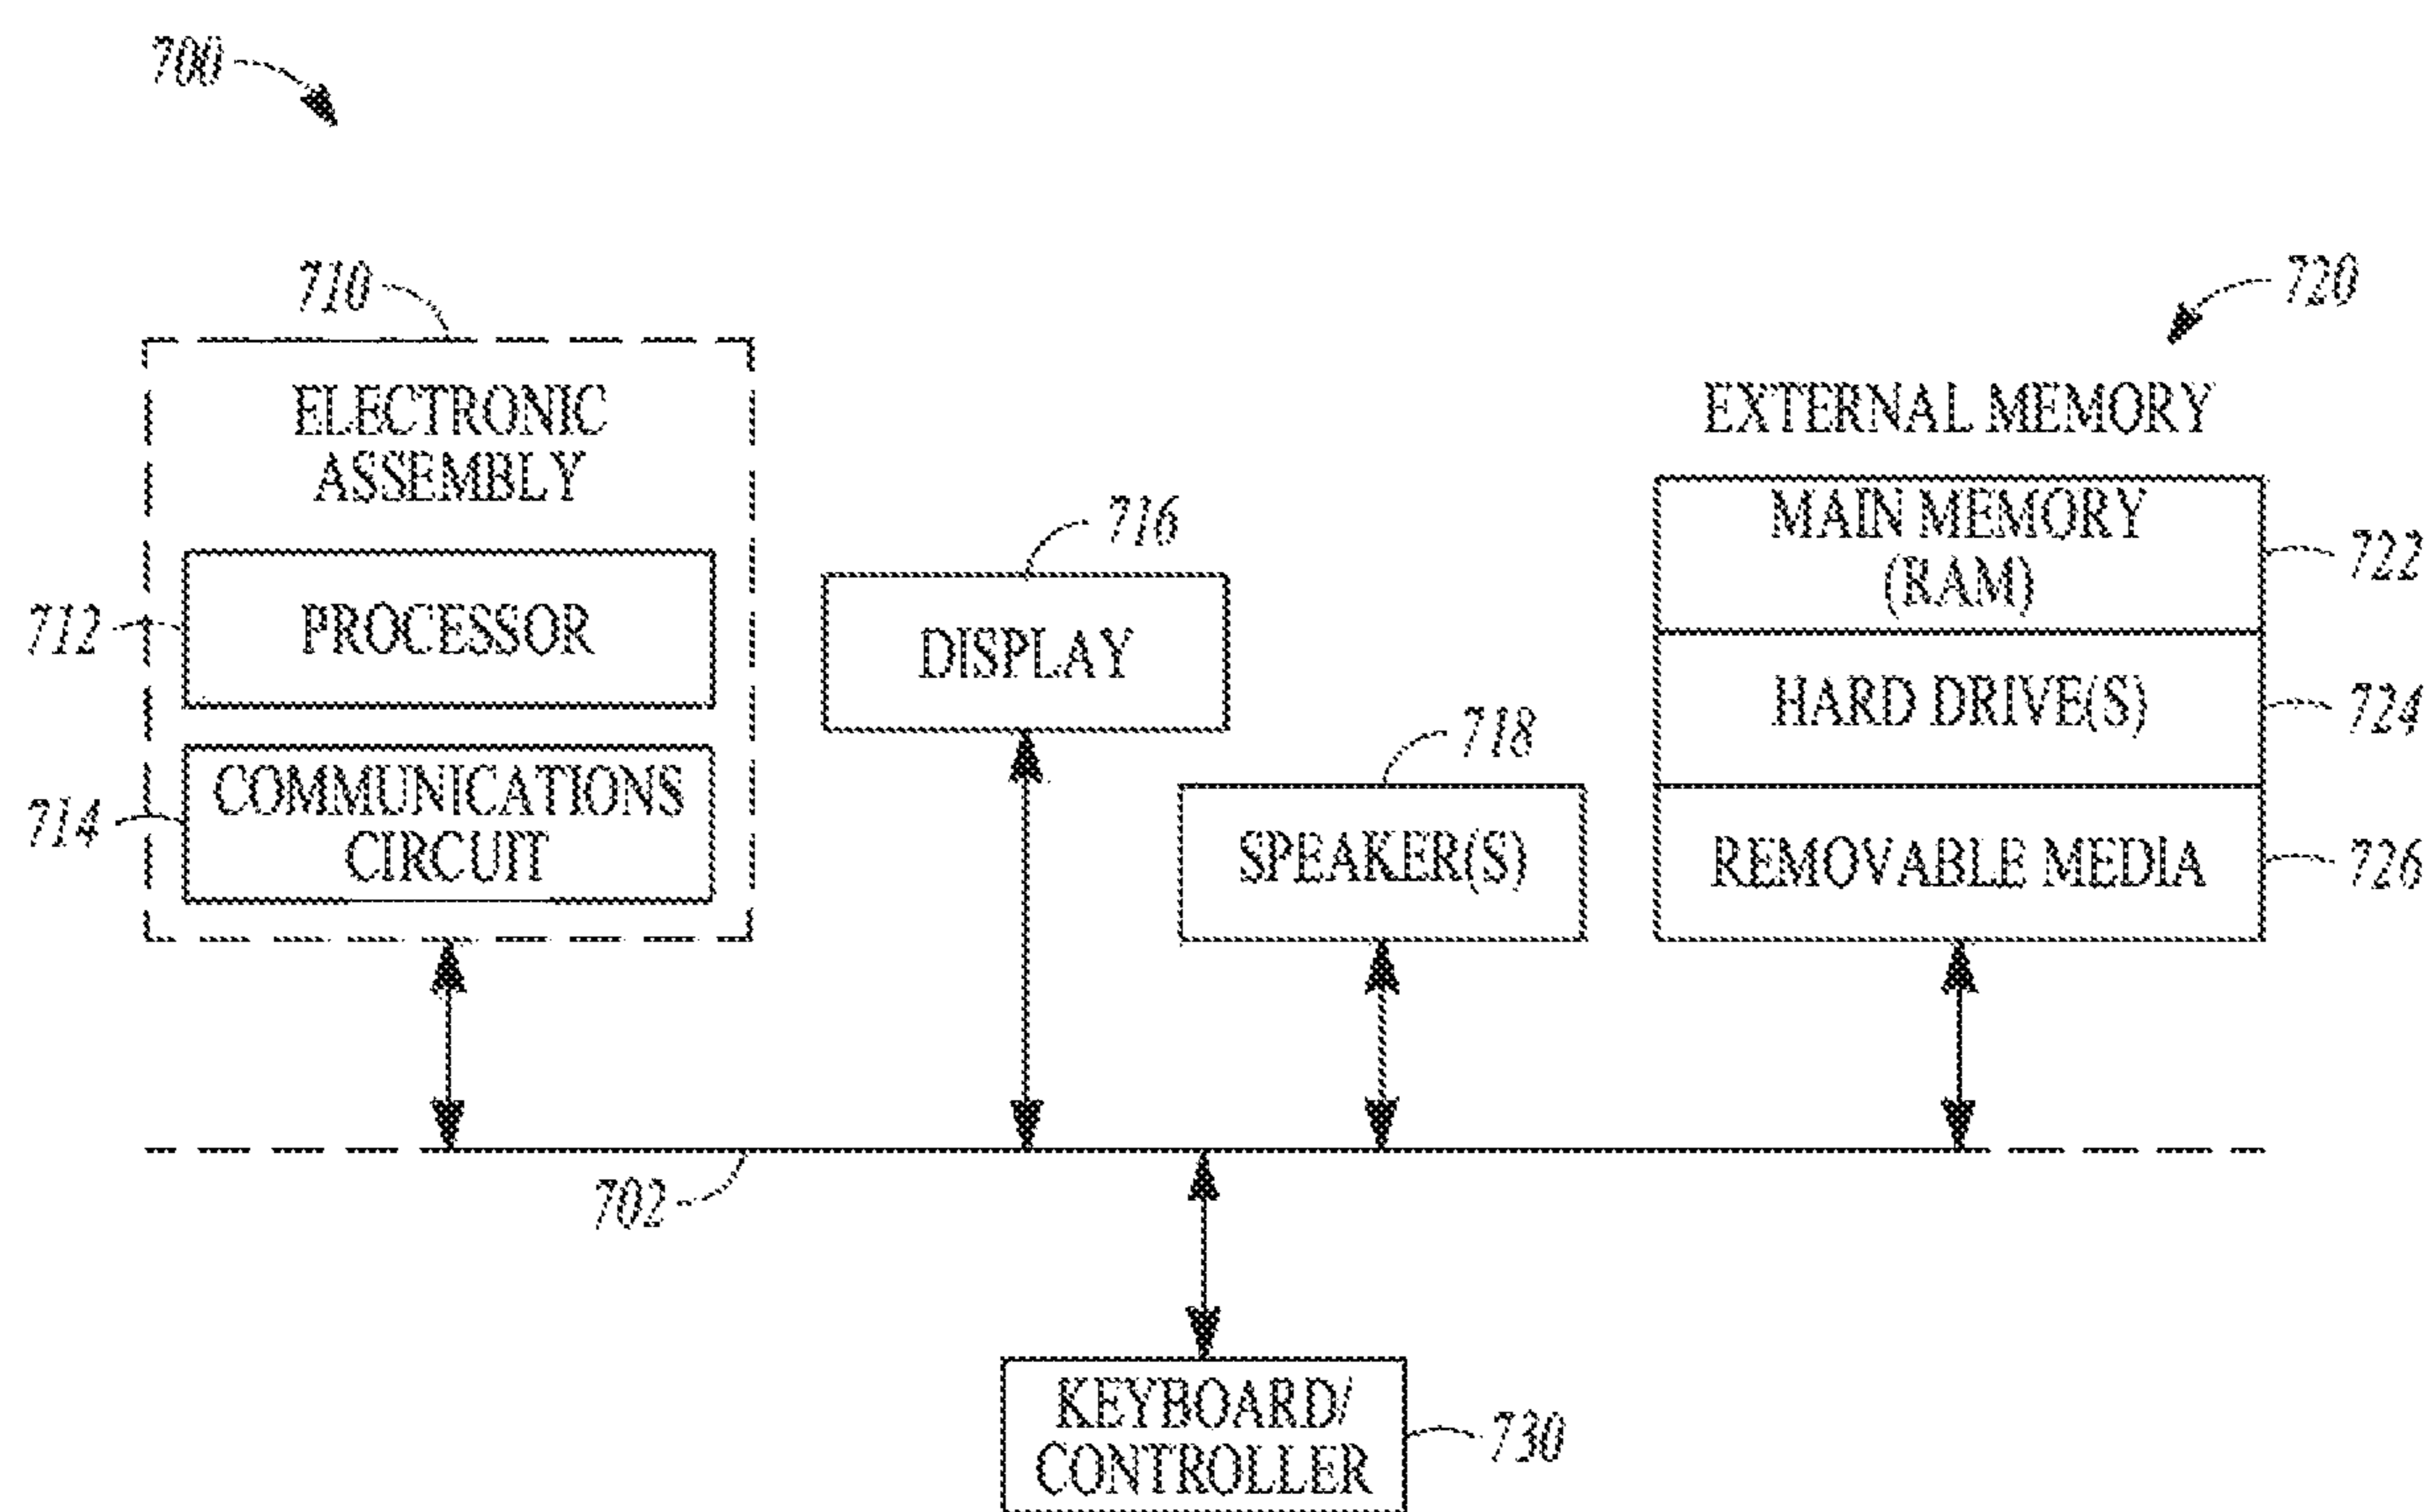 700
710
720
ELECTRONIC
ASSEMBLY
EXTERNAL MEMORY
716
MAIN MEMORY
(RAM)
722
712
PROCESSOR
DISPLAY
HARD DRIVE(S)
724
718
714
COMMUNICATIONS
CIRCUIT
SPEAKER(S)
REMOVABLE MEDIA
726
702
KEYBOARD/
CONTROLLER
730